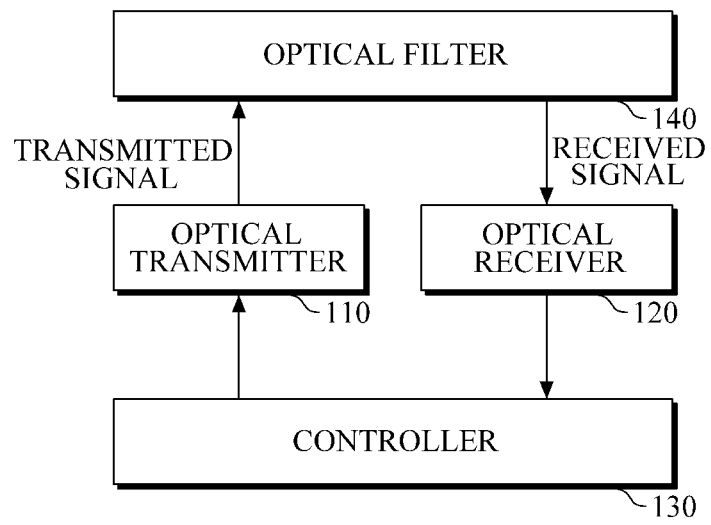 OPTICAL FILTER
140
TRANSMITTED
SIGNAL
RECEIVED
SIGNAL
OPTICAL
TRANSMITTER
110
OPTICAL
RECEIVER
120
CONTROLLER
130